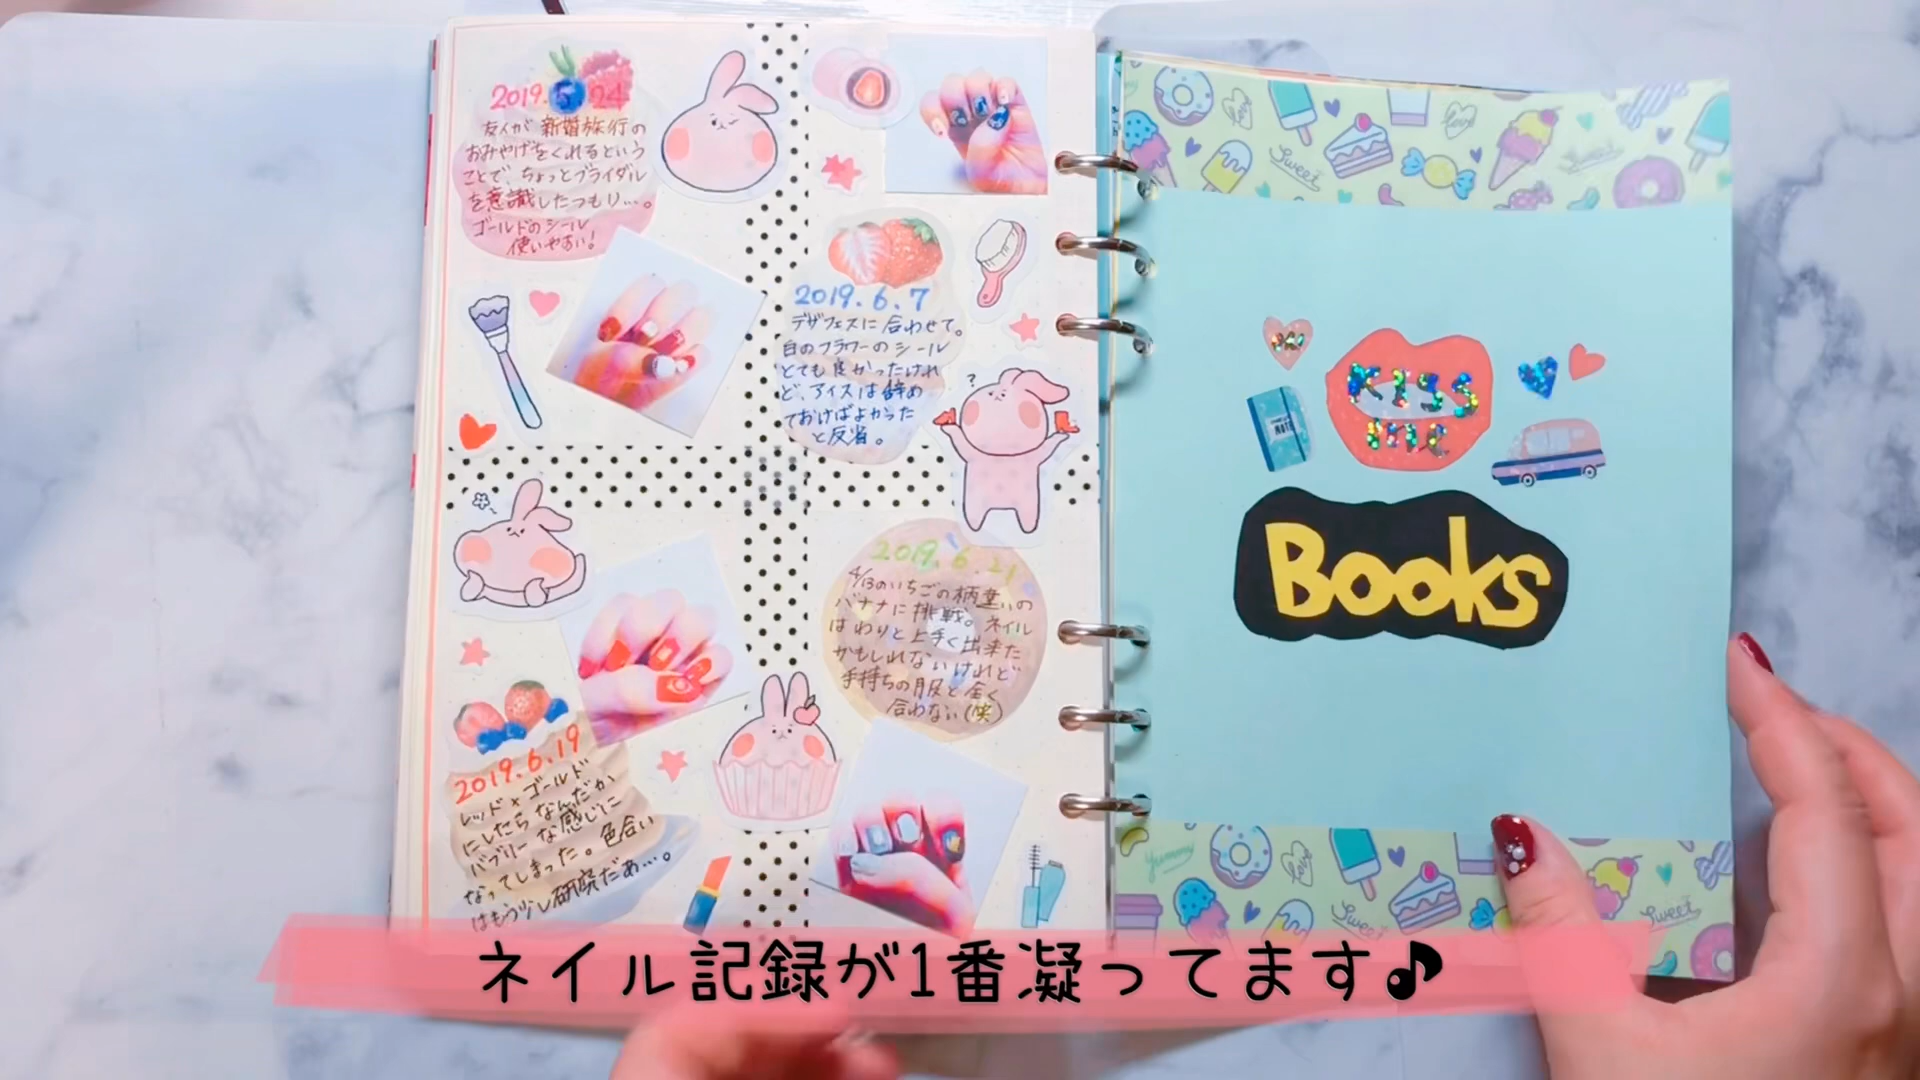 2019.5.24
友人が新婚旅行の
おみやげをくれるという
ことで、ちょっとブライダル
を意識したつもり…。
ゴールドのシール
使いやすい!
2019.6.7
デザフェスに合わせて。
白のフラワーのシール
とても良かったけれ
ど、アイスは辞め
ておけばよかった
と反省。
?
2019.6.19
レッド×ゴールド
にしたらなんだか
バブリーな感じに
なってしまった。色合い
はもう少し研究だあ…。
2019.6.21
4/13のいちごの柄違いの
バナナに挑戦。ネイル
はわりと上手く出来た
かもしれないけれど
手持ちの服と全く
合わない(笑)
love
love
Sweet
Sweet
KISS
me
NOTE
Books
Yummy
love
Sweet
Sweet
ネイル記録が1番凝ってます♪